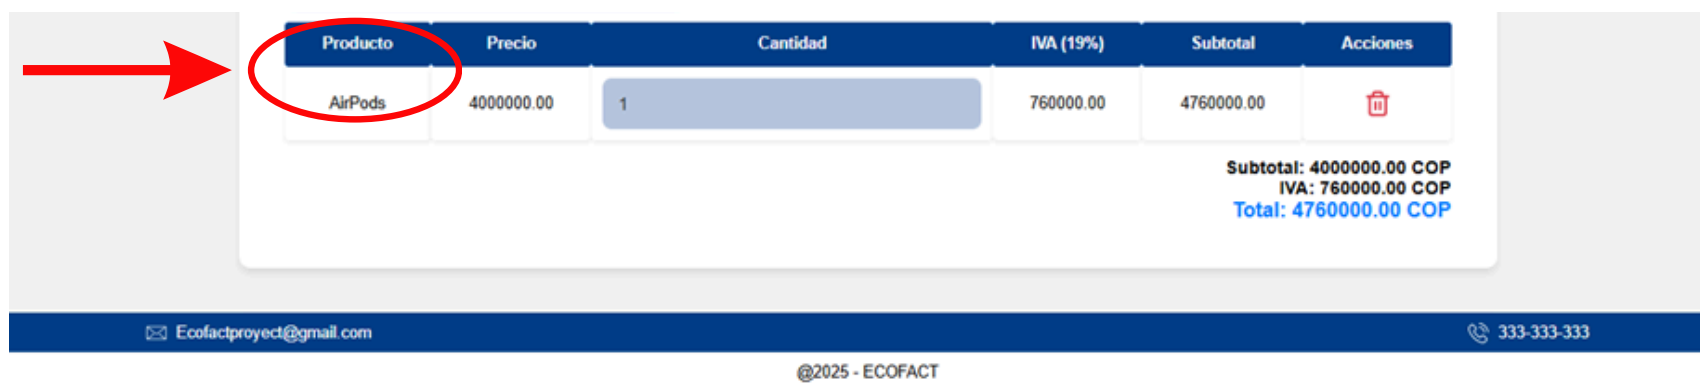 Producto Precio Cantidad IVA (19%) Subtotal Acciones
AirPods 4000000.00 1 760000.00 4760000.00
Subtotal: 4000000.00 COP
IVA: 760000.00 COP
Total: 4760000.00 COP
Ecofactproyect@gmail.com 333-333-333
@2025 - ECOFACT